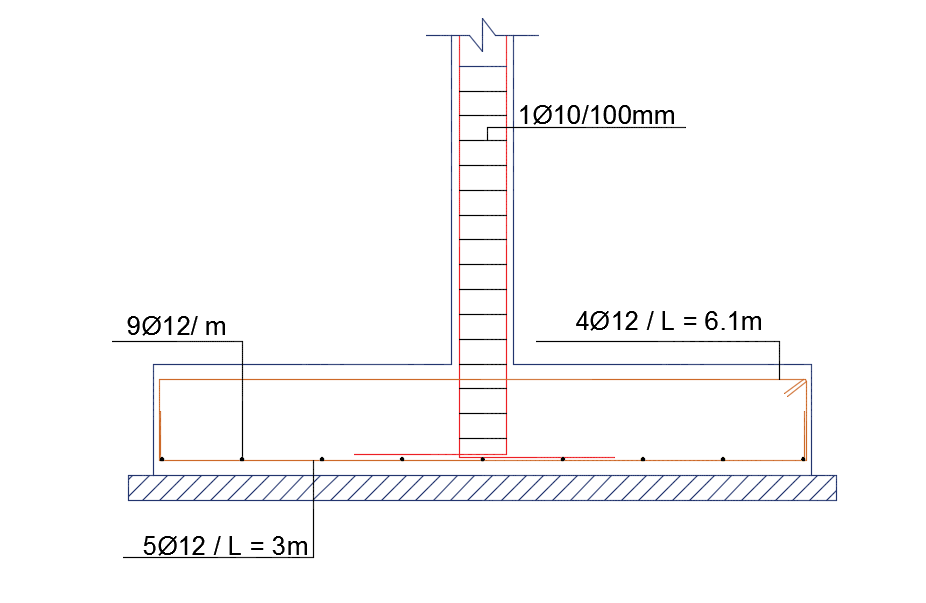 1Ø10/100mm
4Ø12 / L = 6.1m
9Ø12/ m
5Ø12 / L = 3m